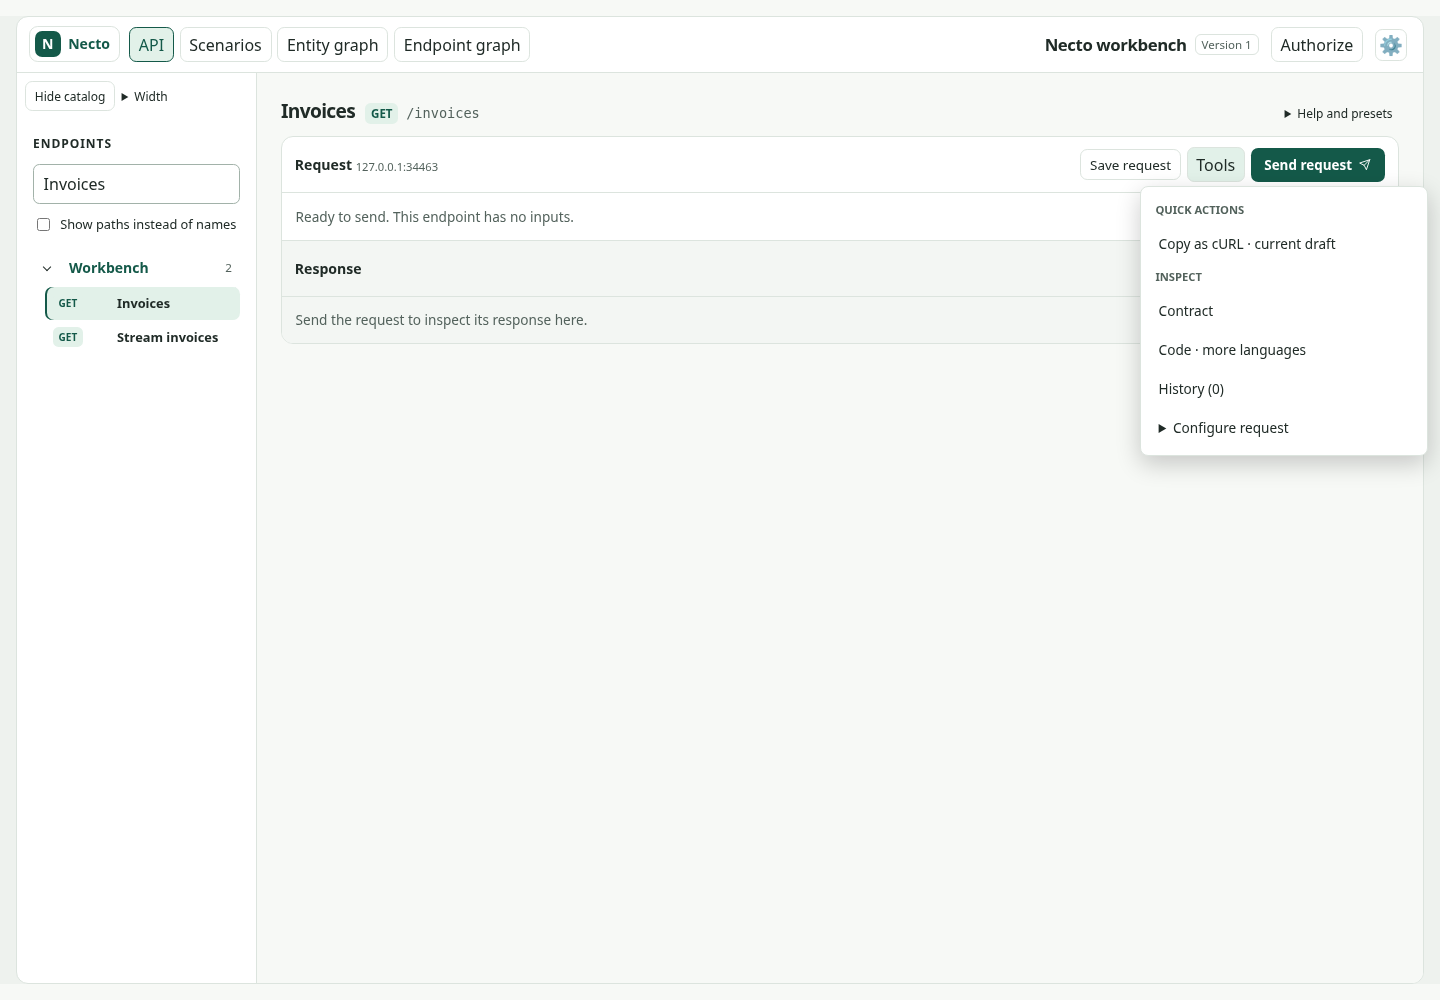 N Necto API Scenarios Entity graph Endpoint graph Necto workbench Version 1 Authorize
Hide catalog Width
ENDPOINTS
Invoices
Show paths instead of names
Workbench 2
GET Invoices
GET Stream invoices
Invoices GET /invoices Help and presets
Request 127.0.0.1:34463 Save request Tools Send request
Ready to send. This endpoint has no inputs.
Response
Send the request to inspect its response here.
QUICK ACTIONS
Copy as cURL · current draft
INSPECT
Contract
Code · more languages
History (0)
Configure request